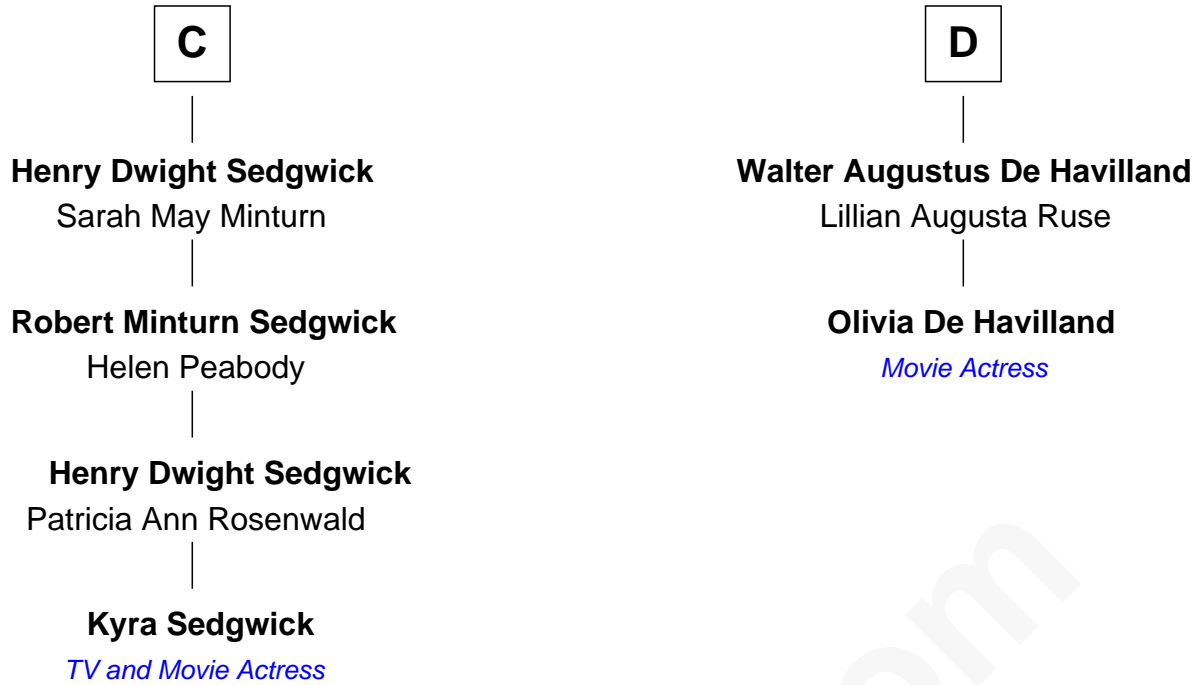 C
Henry Dwight Sedgwick
Sarah May Minturn
Robert Minturn Sedgwick
Helen Peabody
Henry Dwight Sedgwick
Patricia Ann Rosenwald
Kyra Sedgwick
TV and Movie Actress
D
Walter Augustus De Havilland
Lillian Augusta Ruse
Olivia De Havilland
Movie Actress
om